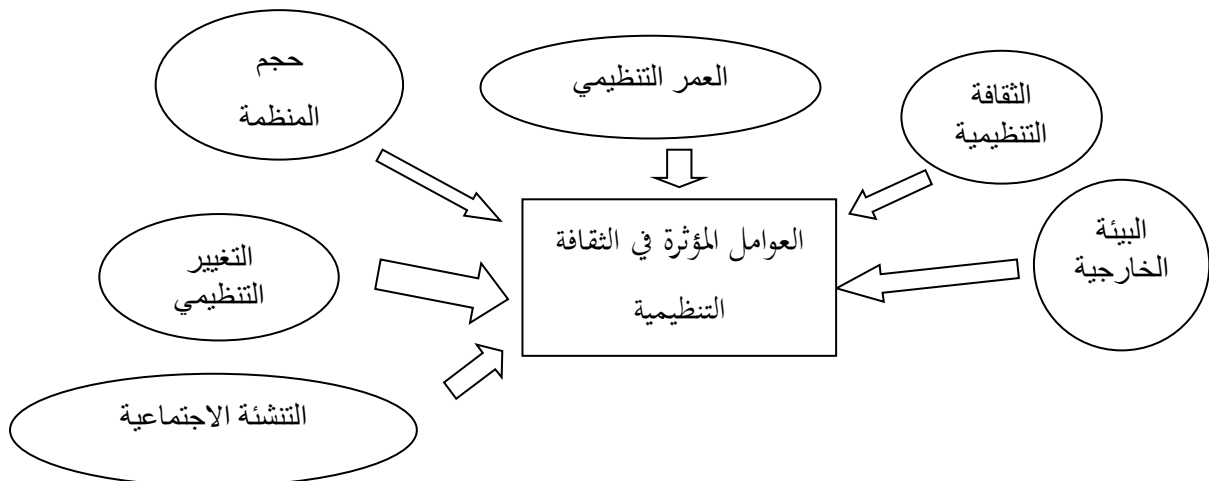 العمر التنظيمي
الثقافة
التنظيمية
حجم
المنظمة
البيئة
الخارجية
العوامل المؤثرة في الثقافة
التنظيمية
التغيير
التنظيمي
التنشئة الاجتماعية